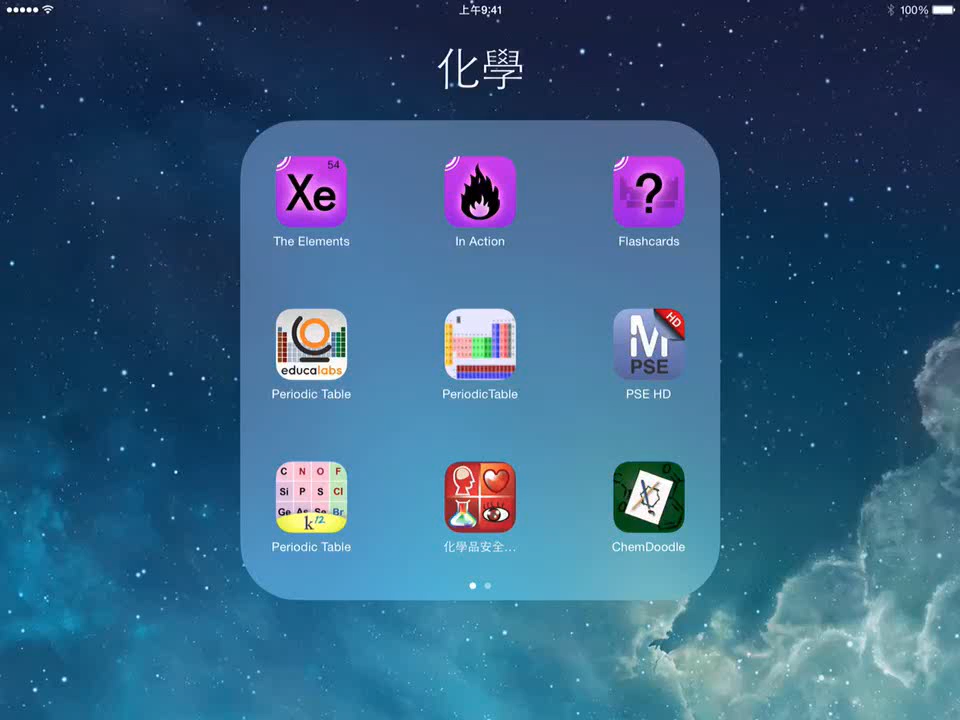 上午9:41
100%
化學
54
Xe
The Elements
In Action
?
Flashcards
educalabs
Periodic Table
PeriodicTable
HD
M
PSE
PSE HD
C N O F
Si P S Cl
Ge As Se Br
k12
Periodic Table
化學品安全...
O
ChemDoodle